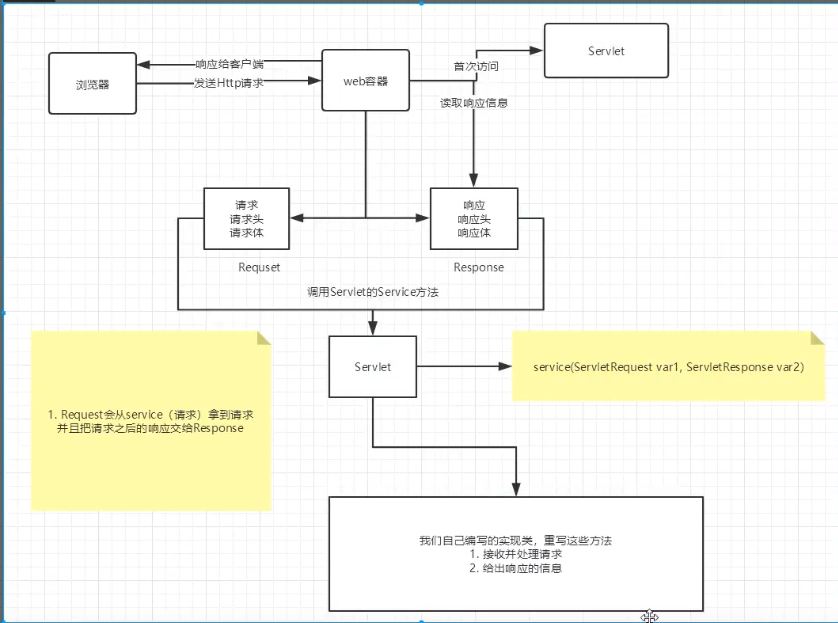 响应给客户端
发送Http请求
浏览器
web容器
首次访问
Servlet
读取响应信息
请求
请求头
请求体
Requset
响应
响应头
响应体
Response
调用Servlet的Service方法
Servlet
service(ServletRequest var1, ServletResponse var2)
1. Request会从service（请求）拿到请求
并且把请求之后的响应交给Response
我们自己编写的实现类，重写这些方法
1. 接收并处理请求
2. 给出响应的信息